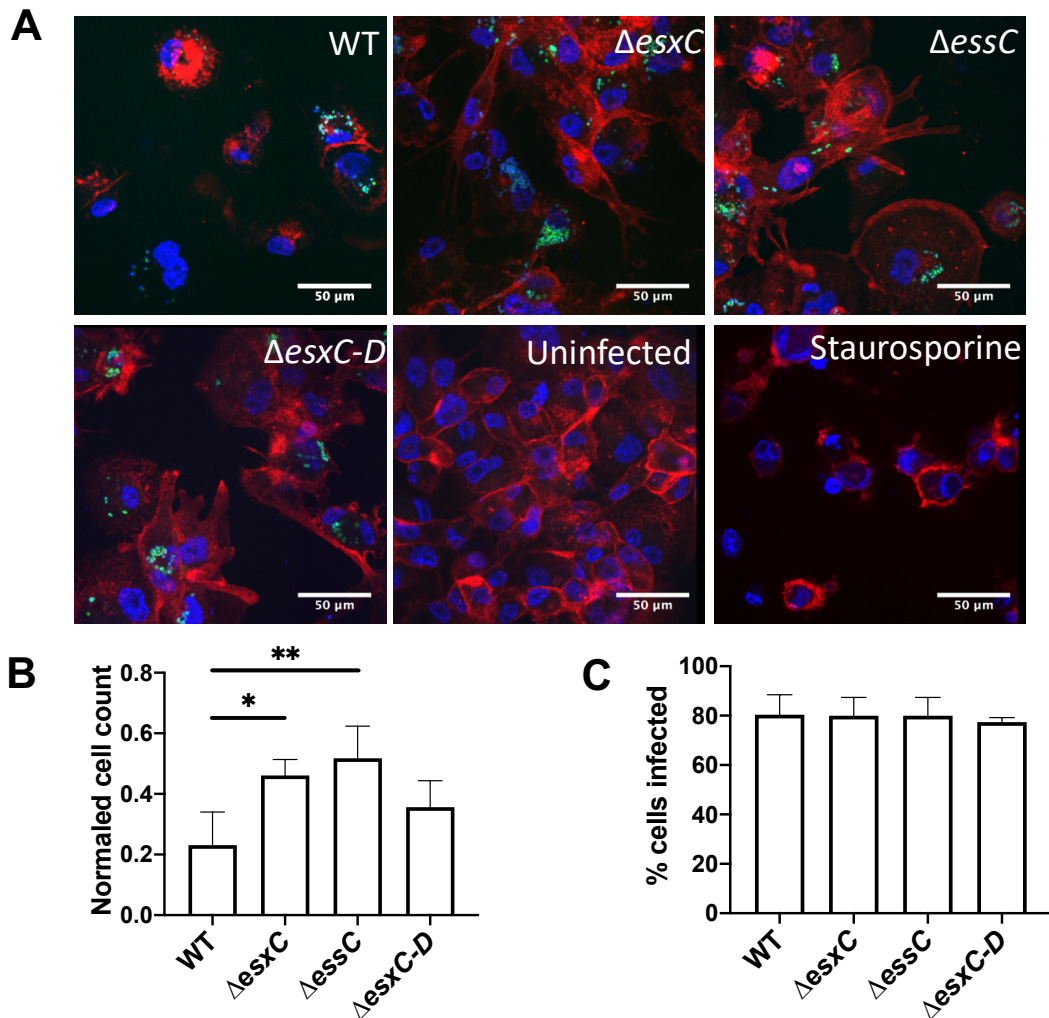 A
WT
ΔesxC
ΔessC
50 μm
50 μm
50 μm
ΔesxC-D
Uninfected
Staurosporine
50 μm
50 μm
50 μm
B
Normaled cell count
0.8
0.6
0.4
0.2
0.0
**
*
WT
ΔesxC
ΔessC
ΔesxC-D
C
% cells infected
100
80
60
40
20
0
WT
ΔesxC
ΔessC
ΔesxC-D